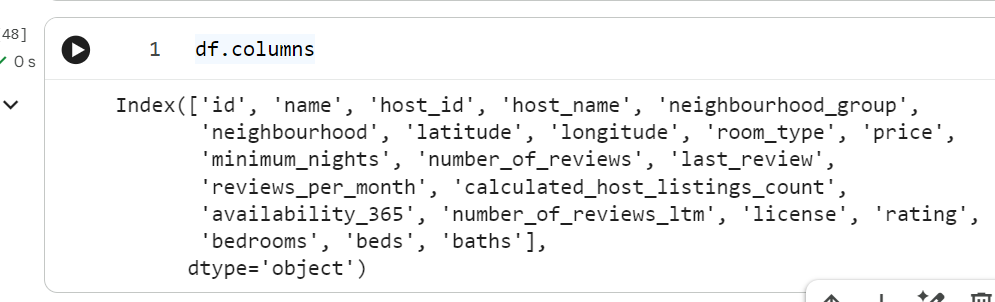 48]
0 s
1 df.columns
Index(['id', 'name', 'host_id', 'host_name', 'neighbourhood_group',
'neighbourhood', 'latitude', 'longitude', 'room_type', 'price',
'minimum_nights', 'number_of_reviews', 'last_review',
'reviews_per_month', 'calculated_host_listings_count',
'availability_365', 'number_of_reviews_ltm', 'license', 'rating',
'bedrooms', 'beds', 'baths'],
dtype='object')